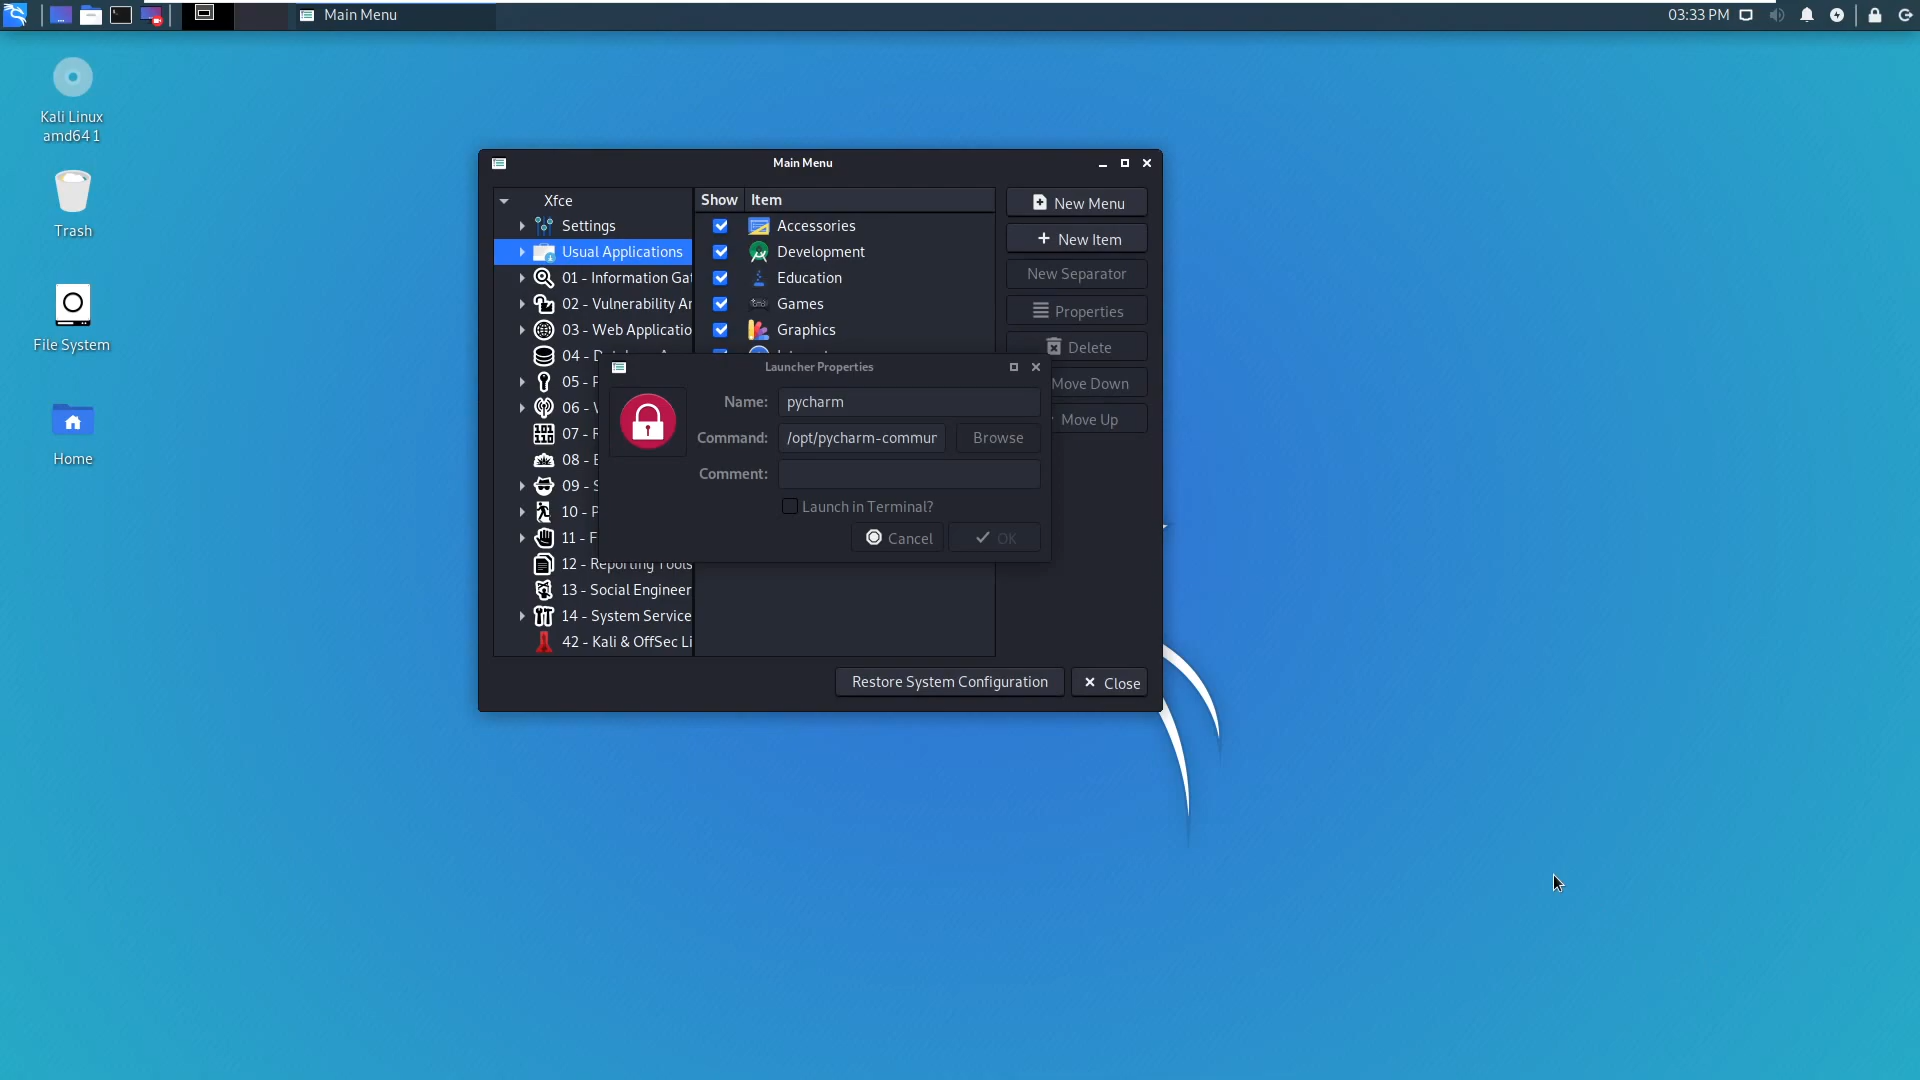 Main Menu
03:33 PM
Kali Linux
amd64 1
Trash
File System
Home
Main Menu
Xfce
Settings
Usual Applications
01 - Information Gat
02 - Vulnerability Ar
03 - Web Applicatio
04 - D
05 - P
06 - V
07 - R
08 - E
09 - S
10 - P
11 - F
12 - Reporting Tools
13 - Social Engineer
14 - System Service
42 - Kali & OffSec Li
Show Item
Accessories
Development
Education
Games
Graphics
New Menu
New Item
New Separator
Properties
Delete
Move Down
Move Up
Launcher Properties
Name: pycharm
Command: /opt/pycharm-commun Browse
Comment:
Launch in Terminal?
Cancel OK
Restore System Configuration Close